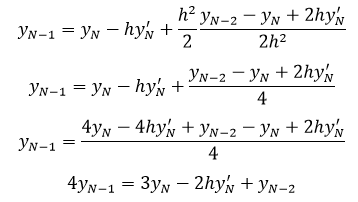 y_{N-1} = y_N - hy'_N + \frac{h^2}{2} \frac{y_{N-2} - y_N + 2hy'_N}{2h^2}
y_{N-1} = y_N - hy'_N + \frac{y_{N-2} - y_N + 2hy'_N}{4}
y_{N-1} = \frac{4y_N - 4hy'_N + y_{N-2} - y_N + 2hy'_N}{4}
4y_{N-1} = 3y_N - 2hy'_N + y_{N-2}